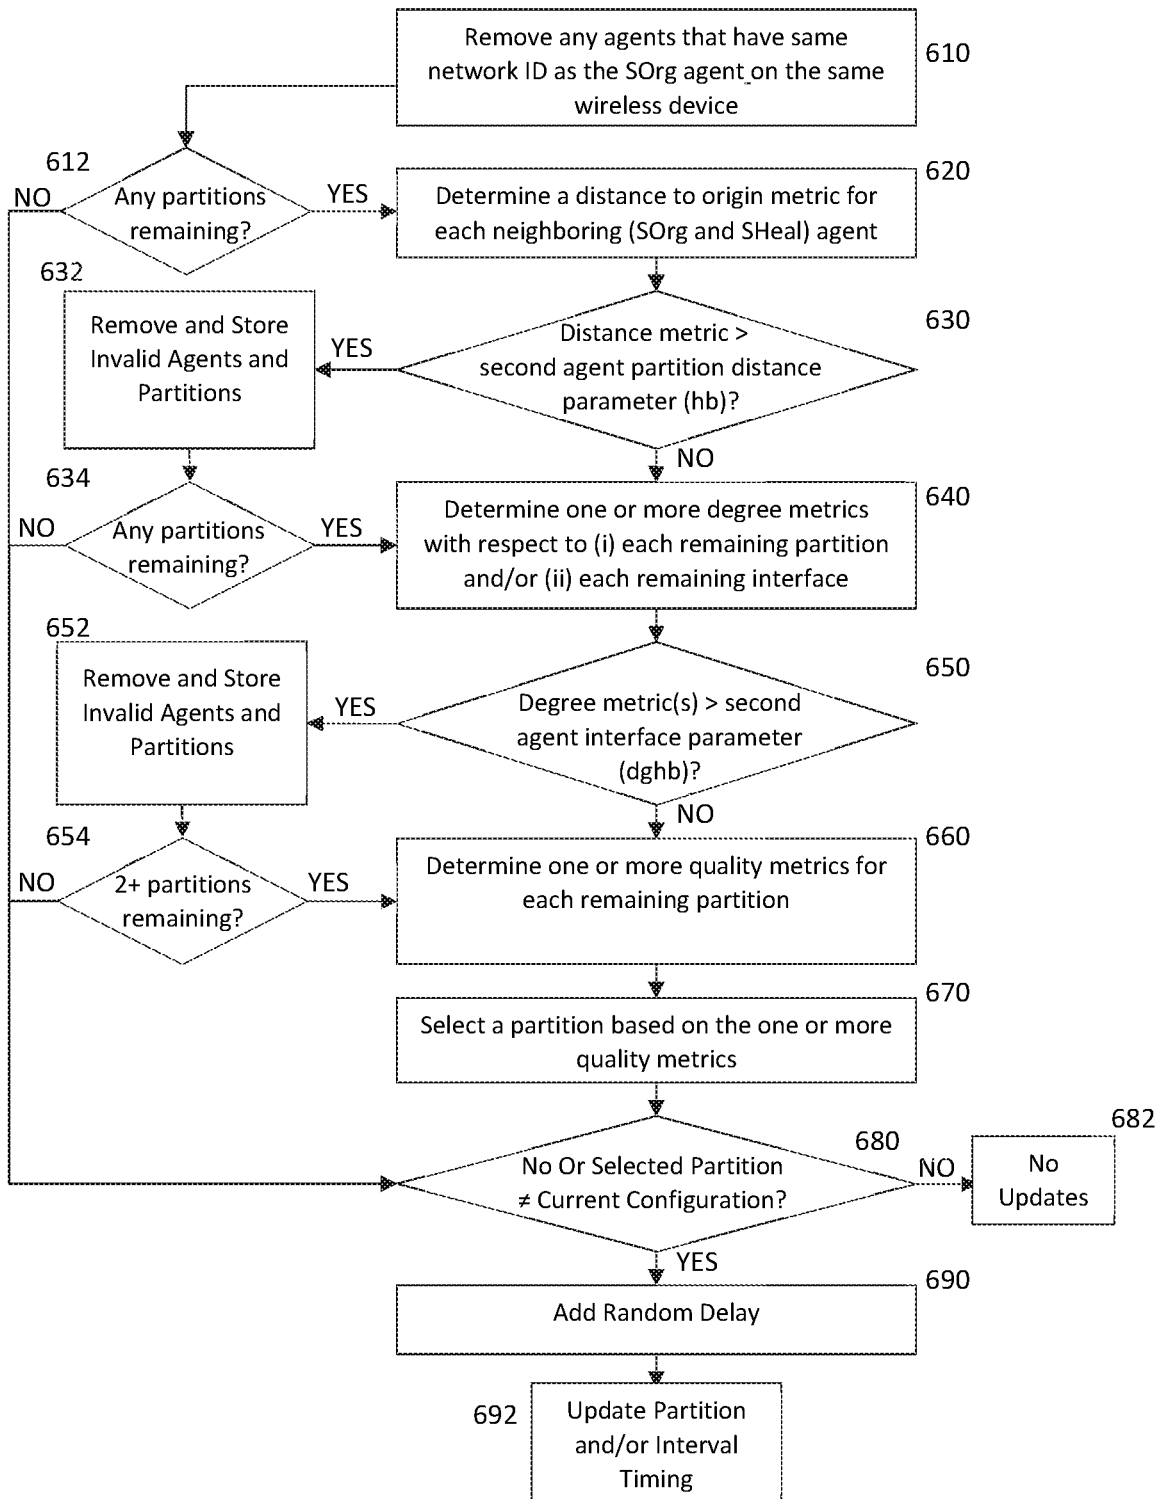 Remove any agents that have same
network ID as the SOrg agent on the same
wireless device
610
612
NO
Any partitions
remaining?
YES
620
Determine a distance to origin metric for
each neighboring (SOrg and SHeal) agent
632
Remove and Store
Invalid Agents and
Partitions
YES
630
Distance metric >
second agent partition distance
parameter (hb)?
NO
634
NO
Any partitions
remaining?
YES
640
Determine one or more degree metrics
with respect to (i) each remaining partition
and/or (ii) each remaining interface
652
Remove and Store
Invalid Agents and
Partitions
YES
650
Degree metric(s) > second
agent interface parameter
(dghb)?
NO
654
NO
2+ partitions
remaining?
YES
660
Determine one or more quality metrics for
each remaining partition
670
Select a partition based on the one or more
quality metrics
680
No Or Selected Partition
≠ Current Configuration?
NO
682
No
Updates
YES
690
Add Random Delay
692
Update Partition
and/or Interval
Timing